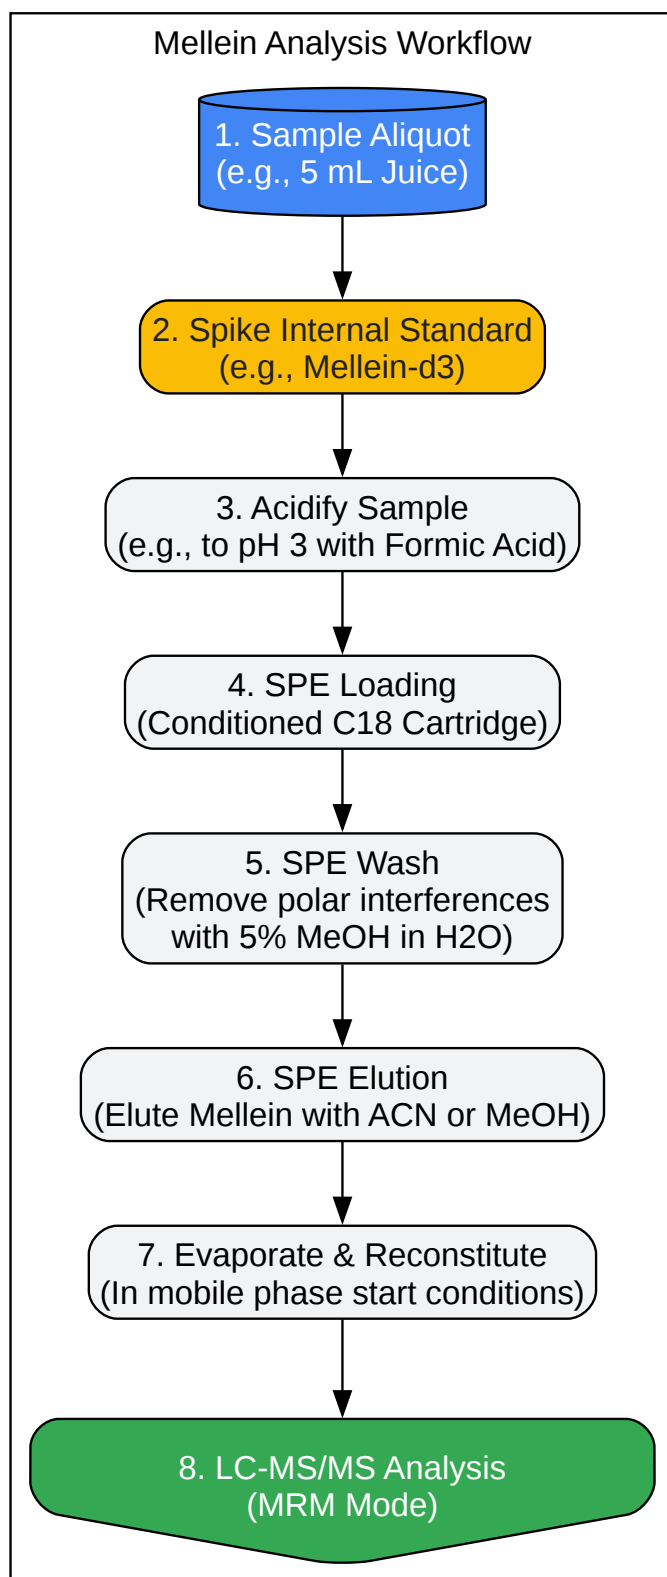 Mellein Analysis Workflow
1. Sample Aliquot
(e.g., 5 mL Juice)
2. Spike Internal Standard
(e.g., Mellein-d3)
3. Acidify Sample
(e.g., to pH 3 with Formic Acid)
4. SPE Loading
(Conditioned C18 Cartridge)
5. SPE Wash
(Remove polar interferences
with 5% MeOH in H2O)
6. SPE Elution
(Elute Mellein with ACN or MeOH)
7. Evaporate & Reconstitute
(In mobile phase start conditions)
8. LC-MS/MS Analysis
(MRM Mode)